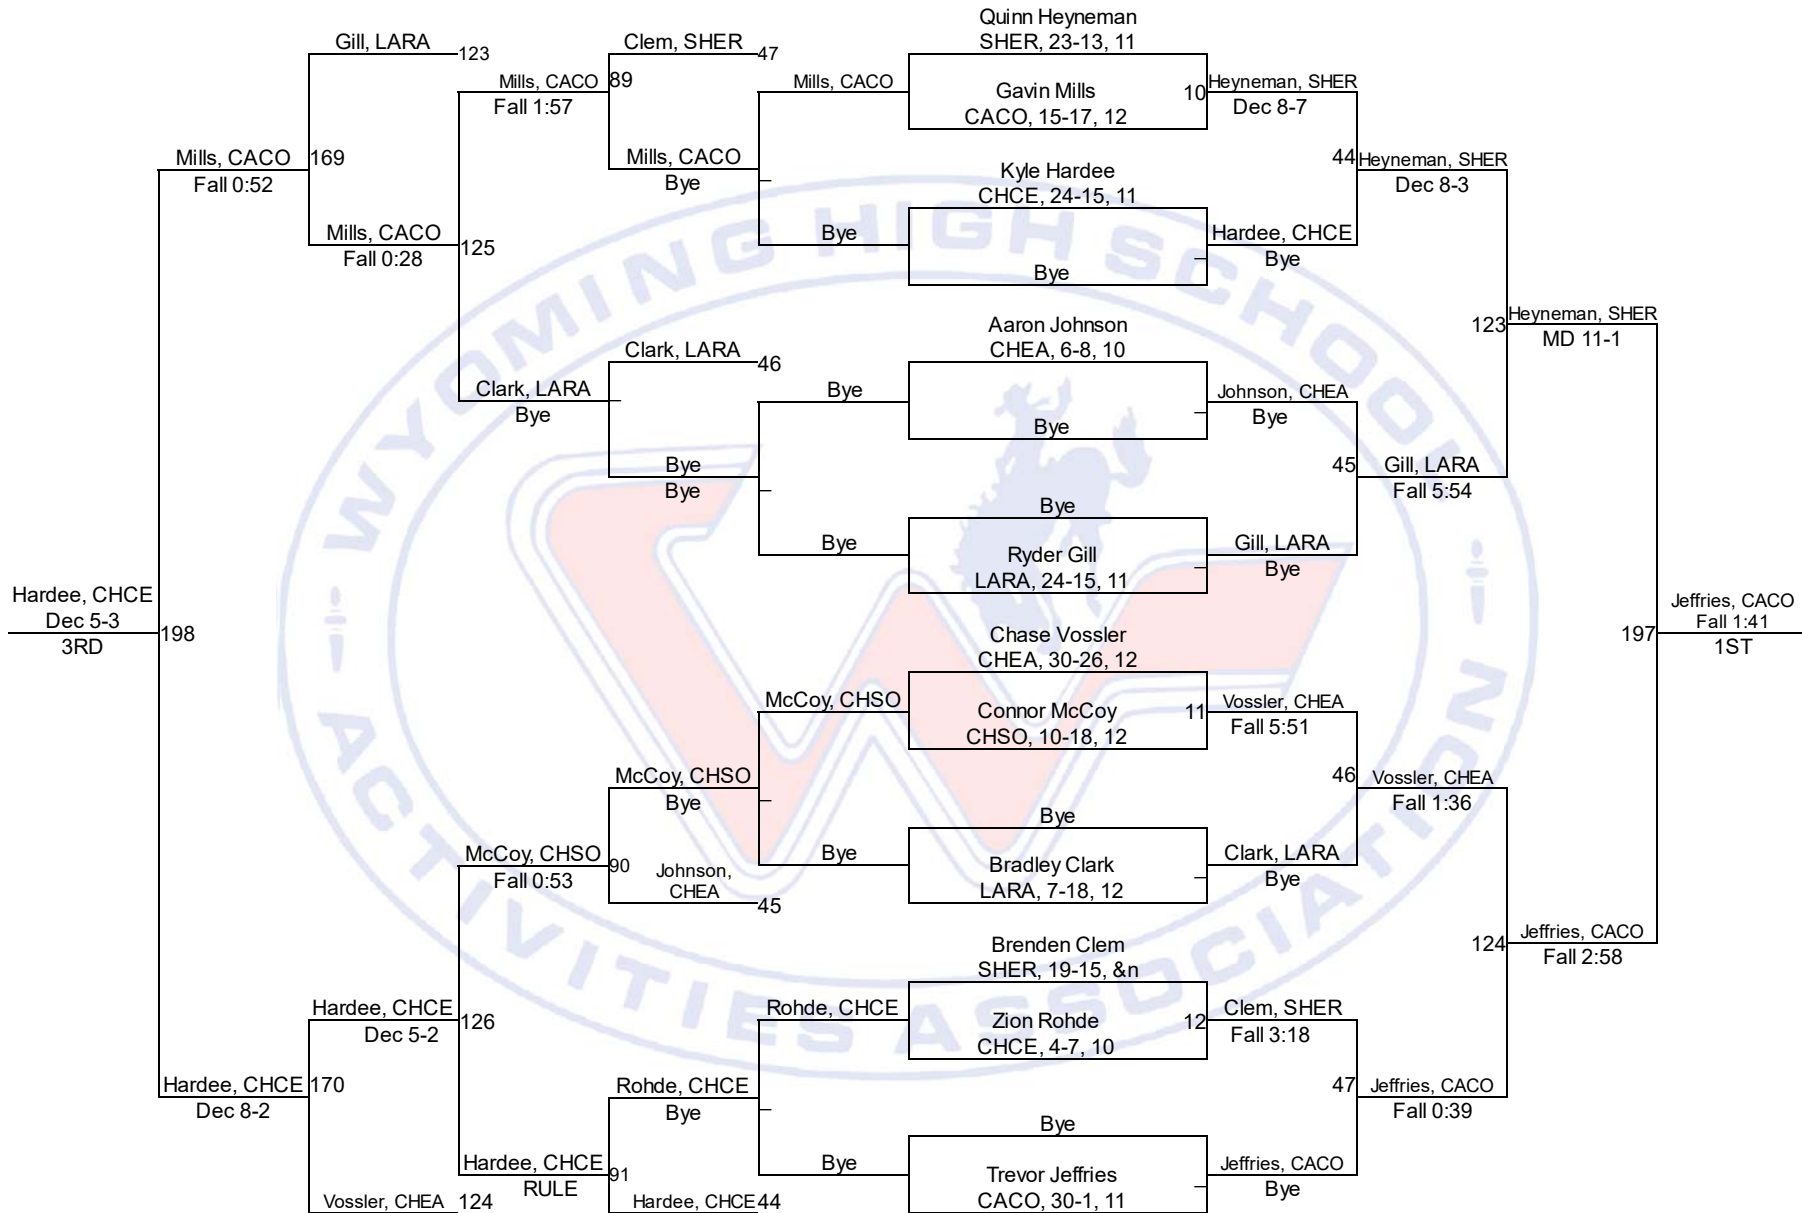 Quinn Heyneman
SHER, 23-13, 11
Gill, LARA
123
Clem, SHER
47
Mills, CACO
89
Fall 1:57
Mills, CACO
Gavin Mills
CACO, 15-17, 12
10
Heyneman, SHER
Dec 8-7
Mills, CACO
169
Fall 0:52
Mills, CACO
Bye
Kyle Hardee
CHCE, 24-15, 11
44
Heyneman, SHER
Dec 8-3
Mills, CACO
125
Fall 0:28
Bye
Bye
Hardee, CHCE
Bye
Aaron Johnson
CHEA, 6-8, 10
123
Heyneman, SHER
MD 11-1
Clark, LARA
46
Clark, LARA
Bye
Bye
Bye
Johnson, CHEA
Bye
Bye
Bye
45
Gill, LARA
Fall 5:54
Bye
Bye
Ryder Gill
LARA, 24-15, 11
Gill, LARA
Bye
Hardee, CHCE
Dec 5-3
198
3RD
Chase Vossler
CHEA, 30-26, 12
197
Jeffries, CACO
Fall 1:41
1ST
McCoy, CHSO
Connor McCoy
CHSO, 10-18, 12
11
Vossler, CHEA
Fall 5:51
McCoy, CHSO
Bye
46
Vossler, CHEA
Fall 1:36
Bye
McCoy, CHSO
90
Fall 0:53
Johnson,
CHEA
45
Bye
Bradley Clark
LARA, 7-18, 12
Clark, LARA
Bye
Brenden Clem
SHER, 19-15, &n
124
Jeffries, CACO
Fall 2:58
Hardee, CHCE
126
Dec 5-2
Rohde, CHCE
Zion Rohde
CHCE, 4-7, 10
12
Clem, SHER
Fall 3:18
Hardee, CHCE
170
Dec 8-2
Rohde, CHCE
Bye
47
Jeffries, CACO
Fall 0:39
Bye
Hardee, CHCE
91
RULE
Bye
Trevor Jeffries
CACO, 30-1, 11
Jeffries, CACO
Bye
Vossler, CHEA
124
Hardee, CHCE
44
WYOMING HIGH SCHOOL
ACTIVITIES ASSOCIATION